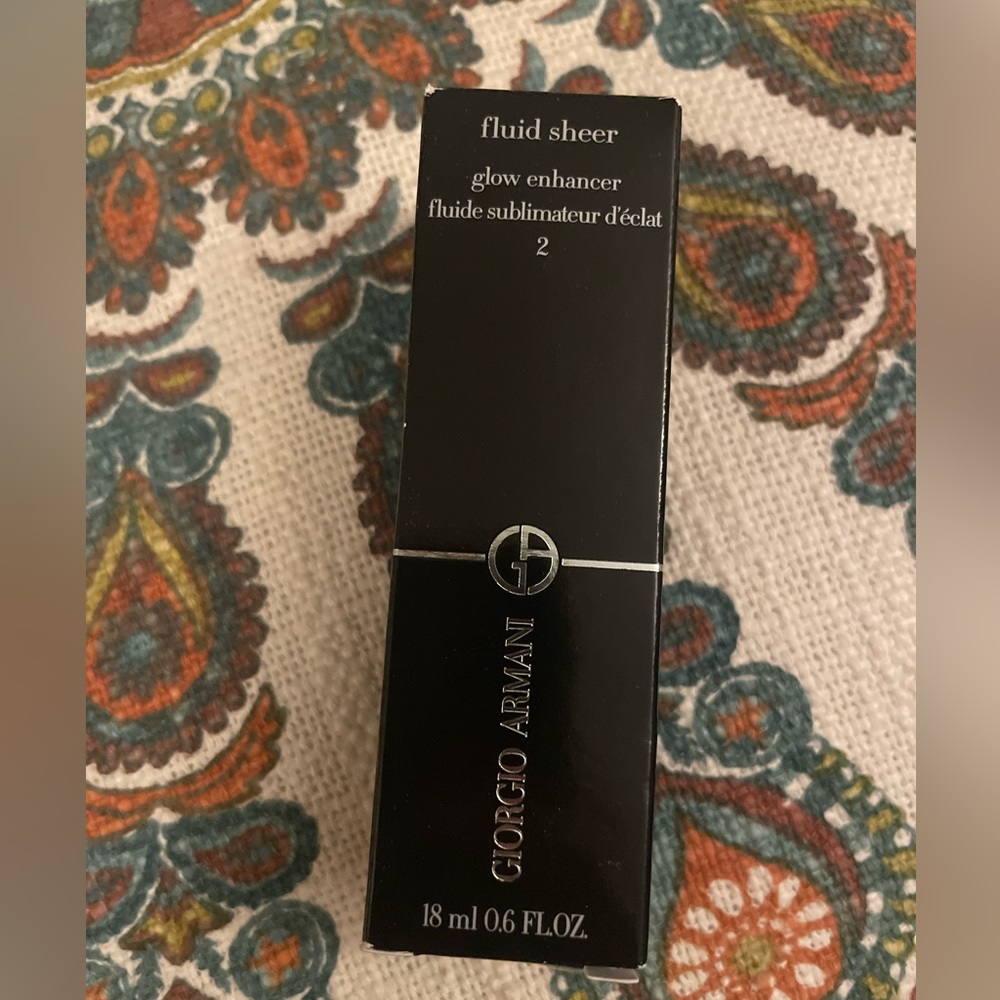 fluid sheer
glow enhancer
fluide sublimateur d'éclat
2
GIORGIO ARMANI
18 ml 0.6 FL.OZ.